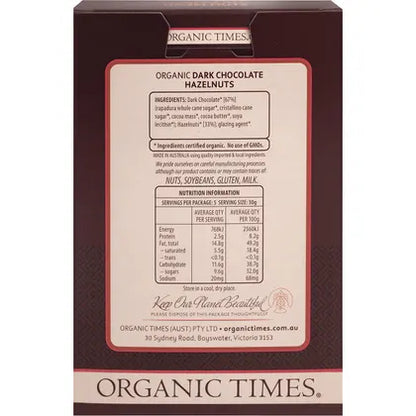 HAZELNUTS
ORGANIC TIMES
ORGANIC DARK CHOCOLATE
HAZELNUTS
INGREDIENTS: Dark Chocolate* [67%]
(rapadura whole cane sugar*, cristallino cane
sugar*, cocoa mass*, cocoa butter*, soya
lecithin*); Hazelnuts* [33%], glazing agent*
* Ingredients certified organic. No use of GMOs.
MADE IN AUSTRALIA using quality imported & local ingredients
We pride ourselves on careful manufacturing processes
although our product contains or may contain traces of
NUTS, SOYBEANS, GLUTEN, MILK.
NUTRITION INFORMATION
SERVINGS PER PACKAGE: 5 SERVING SIZE: 30g
AVERAGE QTY PER SERVING AVERAGE QTY PER 100g
Energy 768kJ 2560kJ
Protein 2.5g 8.2g
Fat, total 14.8g 49.2g
– saturated 5.5g 18.4g
– trans <0.1g <0.1g
Carbohydrate 11.6g 38.7g
– sugars 9.6g 32.0g
Sodium 20mg 68mg
Store in a cool, dry place.
Keep Our Planet Beautiful
PLEASE DISPOSE OF THIS PACKAGE THOUGHTFULLY
ORGANIC TIMES (AUST) PTY LTD • organictimes.com.au
30 Sydney Road, Bayswater, Victoria 3153
ORGANIC TIMES®